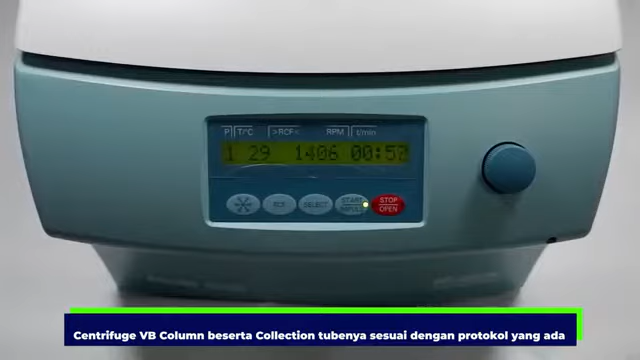 P T/°C >RCF< RPM t/min
1 29 1406 00:57
RCF SELECT START IMPULS STOP OPEN
Centrifuge VB Column beserta Collection tubenya sesuai dengan protokol yang ada